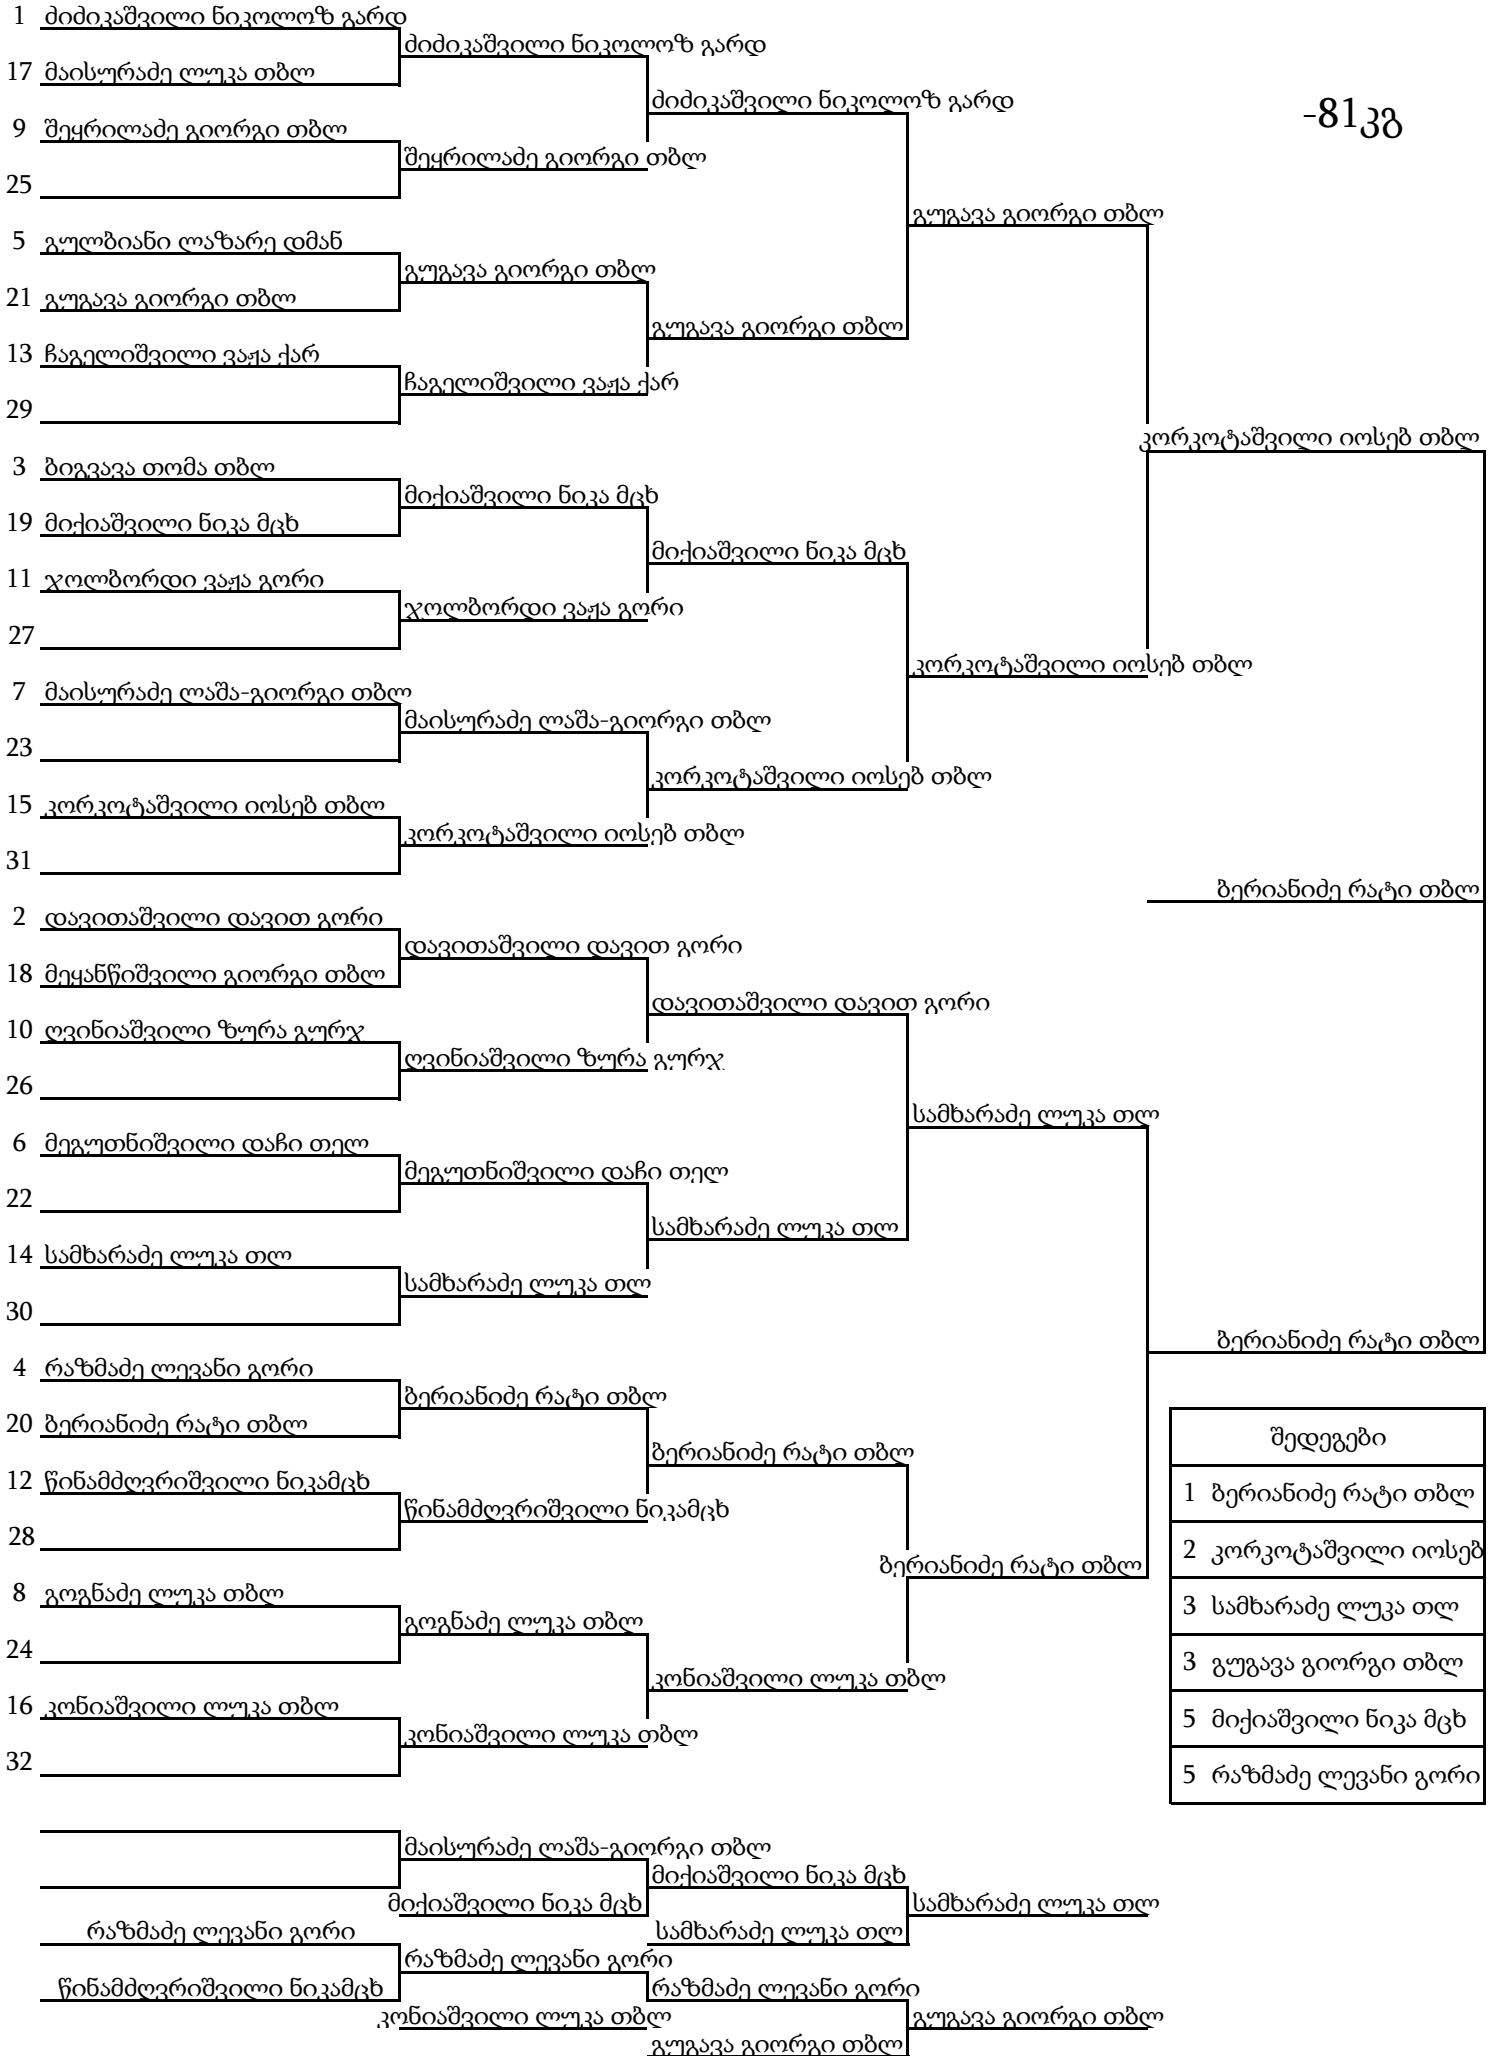 1 ძიძიკაშვილი ნიკოლოზ გარდ
ძიძიკაშვილი ნიკოლოზ გარდ
17 მაისურაძე ლუკა თბლ
ძიძიკაშვილი ნიკოლოზ გარდ
-81კგ
9 შეყრილაძე გიორგი თბლ
შეყრილაძე გიორგი თბლ
25
გუგავა გიორგი თბლ
5 გულბიანი ლაზარე დმან
გუგავა გიორგი თბლ
21 გუგავა გიორგი თბლ
გუგავა გიორგი თბლ
13 ჩაგელიშვილი ვაჟა ქარ
ჩაგელიშვილი ვაჟა ქარ
29
კორკოტაშვილი იოსებ თბლ
3 ბიგვავა თომა თბლ
მიქიაშვილი ნიკა მცხ
19 მიქიაშვილი ნიკა მცხ
მიქიაშვილი ნიკა მცხ
11 ჯოლბორდი ვაჟა გორი
ჯოლბორდი ვაჟა გორი
27
კორკოტაშვილი იოსებ თბლ
7 მაისურაძე ლაშა-გიორგი თბლ
მაისურაძე ლაშა-გიორგი თბლ
23
კორკოტაშვილი იოსებ თბლ
15 კორკოტაშვილი იოსებ თბლ
კორკოტაშვილი იოსებ თბლ
31
ბერიანიძე რატი თბლ
2 დავითაშვილი დავით გორი
დავითაშვილი დავით გორი
18 მეყანწიშვილი გიორგი თბლ
დავითაშვილი დავით გორი
10 ღვინიაშვილი ზურა გურჯ
ღვინიაშვილი ზურა გურჯ
26
სამხარაძე ლუკა თლ
6 მეგუთნიშვილი დაჩი თელ
მეგუთნიშვილი დაჩი თელ
22
სამხარაძე ლუკა თლ
14 სამხარაძე ლუკა თლ
სამხარაძე ლუკა თლ
30
ბერიანიძე რატი თბლ
4 რაზმაძე ლევანი გორი
ბერიანიძე რატი თბლ
20 ბერიანიძე რატი თბლ
ბერიანიძე რატი თბლ
12 წინამძღვრიშვილი ნიკამცხ
წინამძღვრიშვილი ნიკამცხ
28
ბერიანიძე რატი თბლ
8 გოგნაძე ლუკა თბლ
გოგნაძე ლუკა თბლ
24
კონიაშვილი ლუკა თბლ
16 კონიაშვილი ლუკა თბლ
კონიაშვილი ლუკა თბლ
32
შედეგები
1 ბერიანიძე რატი თბლ
2 კორკოტაშვილი იოსებ
3 სამხარაძე ლუკა თლ
3 გუგავა გიორგი თბლ
5 მიქიაშვილი ნიკა მცხ
5 რაზმაძე ლევანი გორი
მაისურაძე ლაშა-გიორგი თბლ
მიქიაშვილი ნიკა მცხ
მიქიაშვილი ნიკა მცხ
სამხარაძე ლუკა თლ
რაზმაძე ლევანი გორი
სამხარაძე ლუკა თლ
რაზმაძე ლევანი გორი
წინამძღვრიშვილი ნიკამცხ
რაზმაძე ლევანი გორი
კონიაშვილი ლუკა თბლ
გუგავა გიორგი თბლ
გუგავა გიორგი თბლ